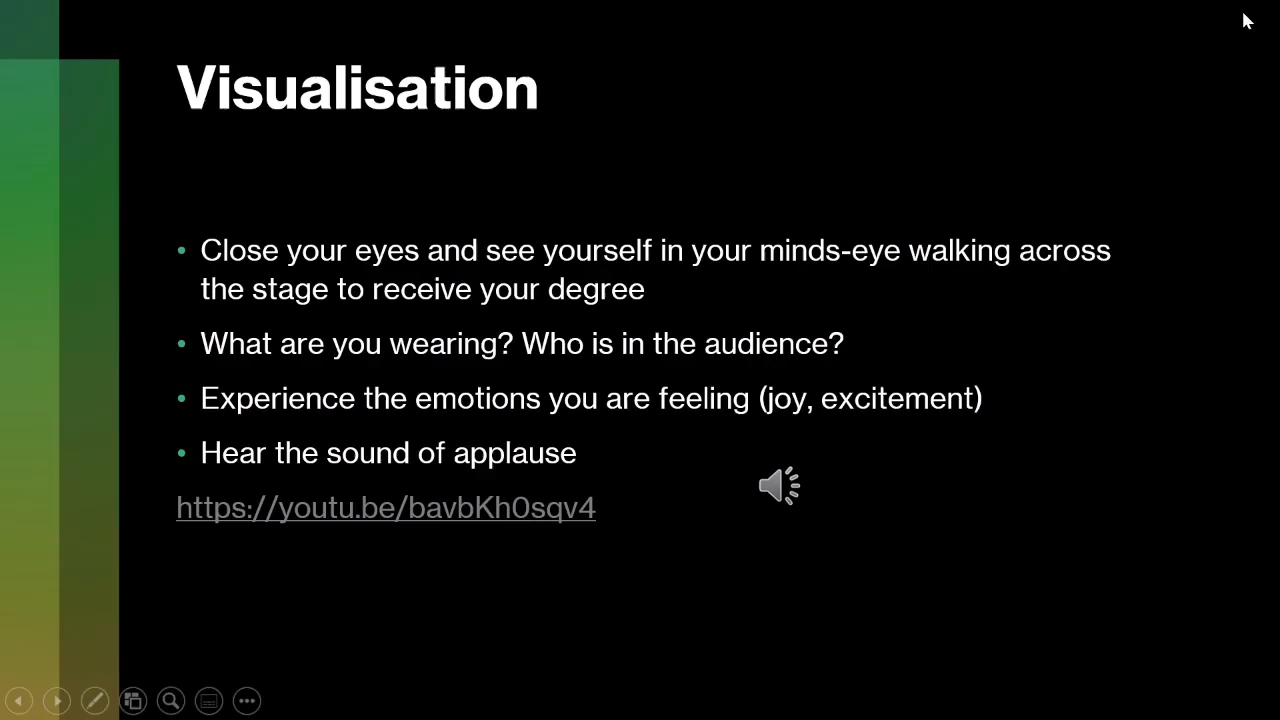 Visualisation
• Close your eyes and see yourself in your minds-eye walking across
the stage to receive your degree
• What are you wearing? Who is in the audience?
• Experience the emotions you are feeling (joy, excitement)
• Hear the sound of applause
https://youtu.be/bavbKh0sqv4